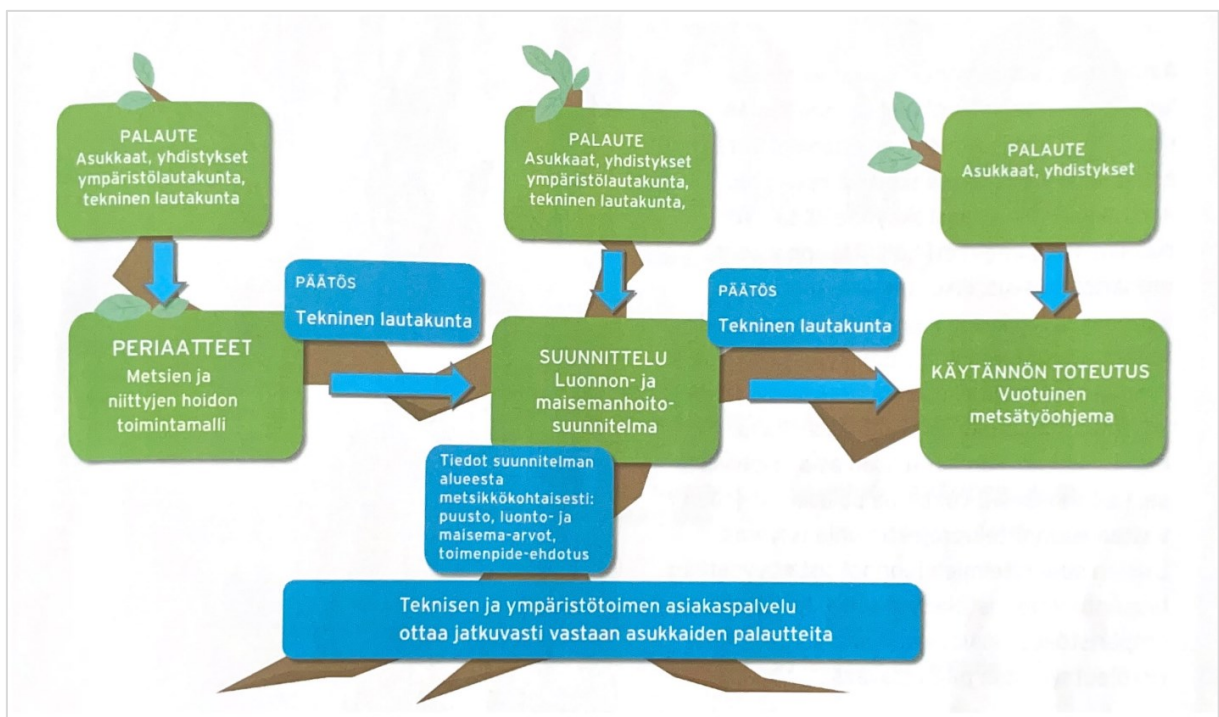 PALAUTE
Asukkaat, yhdistykset
ympäristölautakunta,
tekninen lautakunta
PALAUTE
Asukkaat, yhdistykset
ympäristölautakunta,
tekninen lautakunta,
PALAUTE
Asukkaat, yhdistykset
PÄÄTÖS
Tekninen lautakunta
PÄÄTÖS
Tekninen lautakunta
PERIAATTEET
Metsien ja
niittyjen hoidon
toimintamalli
SUUNNITTELU
Luonnon- ja
maisemanhoito-
suunnitelma
KÄYTÄNNÖN TOTEUTUS
Vuotuinen
metsätyöohjema
Tiedot suunnitelman
alueesta
metsikkökohtaisesti:
puusto, luonto- ja
maisema-arvot,
toimenpide-ehdotus
Teknisen ja ympäristötoimen asiakaspalvelu
ottaa jatkuvasti vastaan asukkaiden palautteita